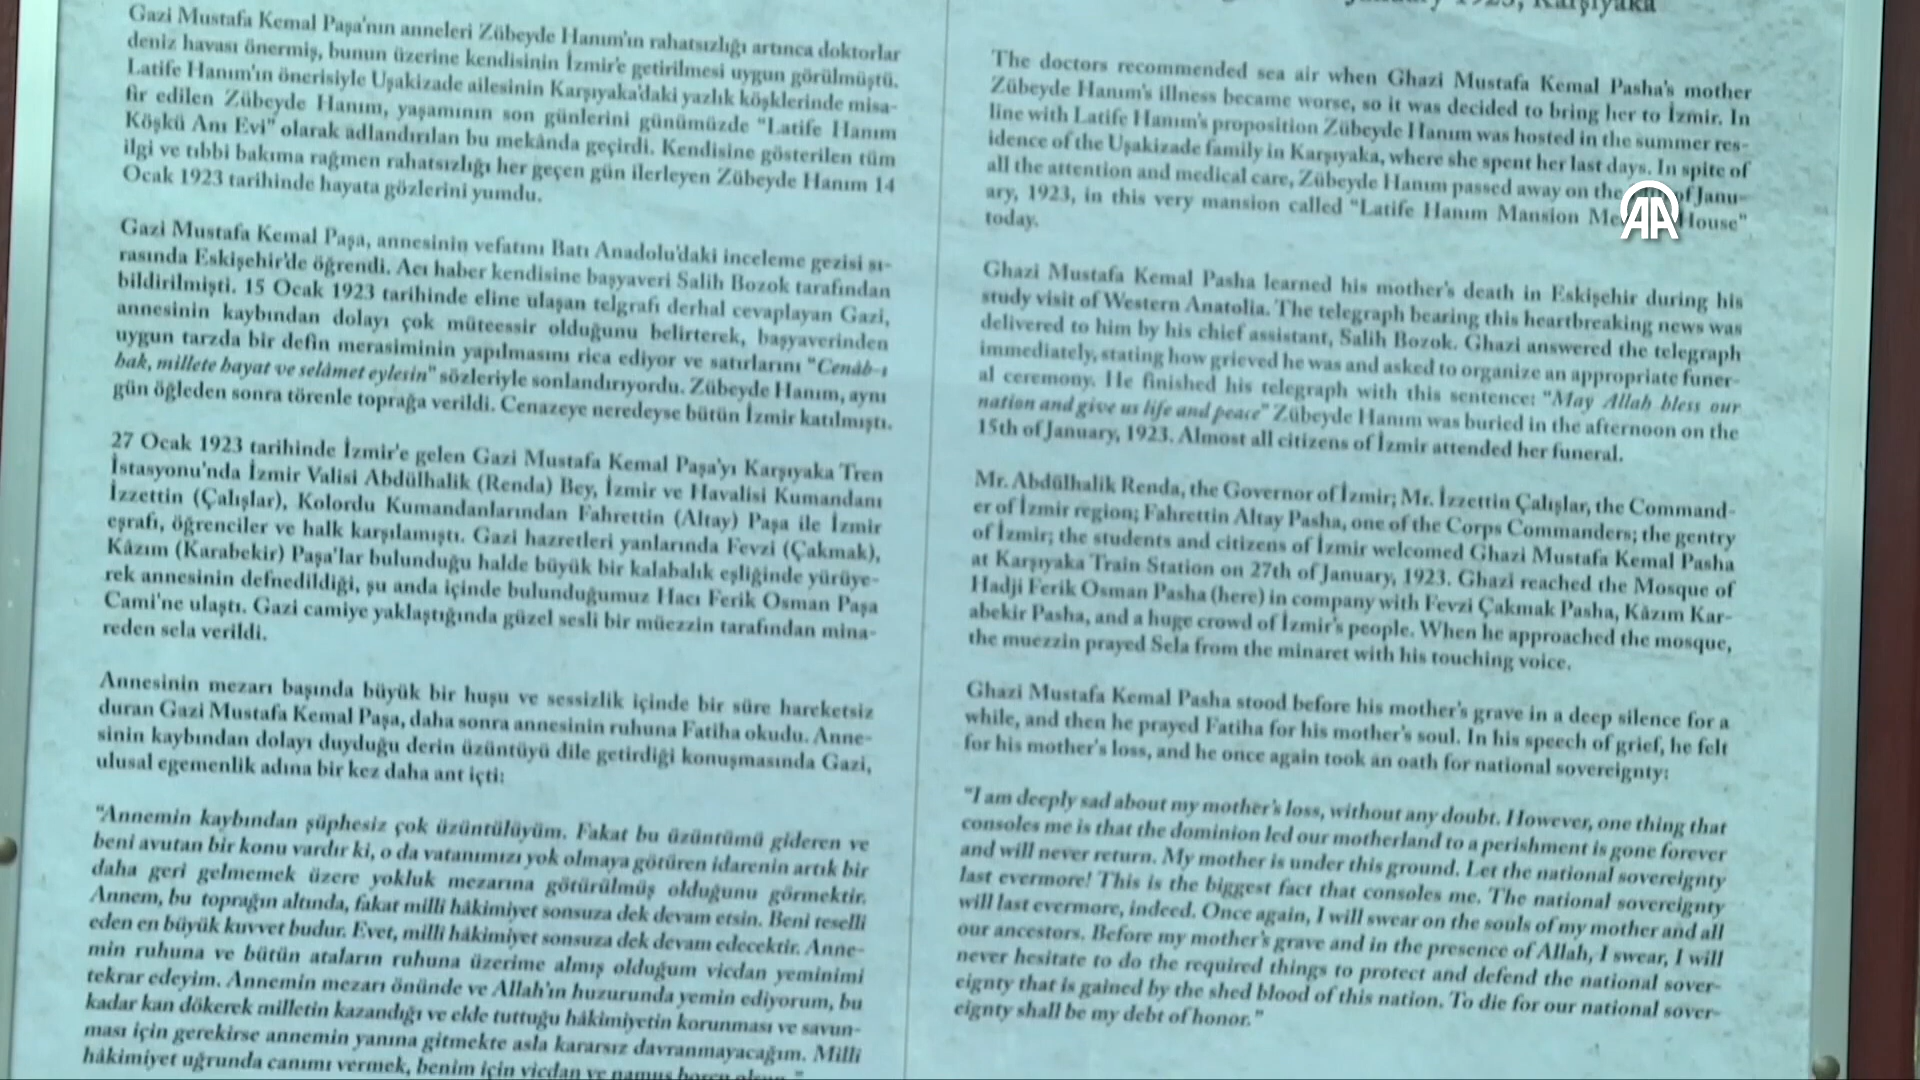 Gazi Mustafa Kemal Paşa'nın anneleri Zübeyde Hanım'ın rahatsızlığı artınca doktorlar
deniz havası önermiş, bunun üzerine kendisinin İzmir'e getirilmesi uygun görülmüştü.
Latife Hanım'ın önerisiyle Uşakizade ailesinin Karşıyaka'daki yazlık köşklerinde misa-
fir edilen Zübeyde Hanım, yaşamının son günlerini günümüzde "Latife Hanım
Köşkü Anı Evi" olarak adlandırılan bu mekânda geçirdi. Kendisine gösterilen tüm
ilgi ve tıbbi bakıma rağmen rahatsızlığı her geçen gün ilerleyen Zübeyde Hanım 14
Ocak 1923 tarihinde hayata gözlerini yumdu.
Gazi Mustafa Kemal Paşa, annesinin vefatını Batı Anadolu'daki inceleme gezisi sı-
rasında Eskişehir'de öğrendi. Acı haber kendisine başyaveri Salih Bozok tarafından
bildirilmişti. 15 Ocak 1923 tarihinde eline ulaşan telgrafı derhal cevaplayan Gazi,
annesinin kaybından dolayı çok müteessir olduğunu belirterek, başyaverinden
uygun tarzda bir defin merasiminin yapılmasını rica ediyor ve satırlarını "Cenâb-ı
bak, millete hayat ve selâmet eylesin" sözleriyle sonlandırıyordu. Zübeyde Hanım, aynı
gün öğleden sonra törenle toprağa verildi. Cenazeye neredeyse bütün İzmir katılmıştı.
27 Ocak 1923 tarihinde İzmir'e gelen Gazi Mustafa Kemal Paşa'yı Karşıyaka Tren
İstasyonu'nda İzmir Valisi Abdülhalik (Renda) Bey, İzmir ve Havalisi Kumandanı
İzzettin (Çalışlar), Kolordu Kumandanlarından Fahrettin (Altay) Paşa ile İzmir
eşrafı, öğrenciler ve halk karşılamıştı. Gazi hazretleri yanlarında Fevzi (Çakmak),
Kâzım (Karabekir) Paşa'lar bulunduğu halde büyük bir kalabalık eşliğinde yürüye-
rek annesinin defnedildiği, şu anda içinde bulunduğumuz Hacı Ferik Osman Paşa
Cami'ne ulaştı. Gazi camiye yaklaştığında güzel sesli bir müezzin tarafından mina-
reden sela verildi.
Annesinin mezarı başında büyük bir huşu ve sessizlik içinde bir süre hareketsiz
duran Gazi Mustafa Kemal Paşa, daha sonra annesinin ruhuna Fatiha okudu. Anne-
sinin kaybından dolayı duyduğu derin üzüntüyü dile getirdiği konuşmasında Gazi,
ulusal egemenlik adına bir kez daha ant içti:
"Annemin kaybından şüphesiz çok üzüntülüyüm. Fakat bu üzüntümü gideren ve
beni avutan bir konu vardır ki, o da vatanımızı yok olmaya götüren idarenin artık bir
daha geri gelmemek üzere yokluk mezarına götürülmüş olduğunu görmektir.
Annem, bu toprağın altında, fakat milli hâkimiyet sonsuza dek devam etsin. Beni teselli
eden en büyük kuvvet budur. Evet, milli hâkimiyet sonsuza dek devam edecektir. Anne-
min ruhuna ve bütün ataların ruhuna üzerime almış olduğum vicdan yeminimi
tekrar edeyim. Annemin mezarı önünde ve Allah'ın huzurunda yemin ediyorum, bu
kadar kan dökerek milletin kazandığı ve elde tuttuğu hâkimiyetin korunması ve savun-
ması için gerekirse annemin yanına gitmekte asla kararsız davranmayacağım. Milli
hâkimiyet uğrunda canımı vermek, benim için vicdan ve namus borcu olsun."
1923, Karşıyaka
The doctors recommended sea air when Ghazi Mustafa Kemal Pasha's mother
Zübeyde Hanım's illness became worse, so it was decided to bring her to İzmir. In
line with Latife Hanım's proposition Zübeyde Hanım was hosted in the summer res-
idence of the Uşakizade family in Karşıyaka, where she spent her last days. In spite of
all the attention and medical care, Zübeyde Hanım passed away on the of Janu-
ary, 1923, in this very mansion called "Latife Hanım Mansion House"
today.
Ghazi Mustafa Kemal Pasha learned his mother's death in Eskişehir during his
study visit of Western Anatolia. The telegraph bearing this heartbreaking news was
delivered to him by his chief assistant, Salih Bozok. Ghazi answered the telegraph
immediately, stating how grieved he was and asked to organize an appropriate funer-
al ceremony. He finished his telegraph with this sentence: "May Allah bless our
nation and give us life and peace" Zübeyde Hanım was buried in the afternoon on the
15th of January, 1923. Almost all citizens of İzmir attended her funeral.
Mr. Abdülhalik Renda, the Governor of İzmir; Mr. İzzettin Çalışlar, the Command-
er of İzmir region; Fahrettin Altay Pasha, one of the Corps Commanders; the gentry
of İzmir; the students and citizens of İzmir welcomed Ghazi Mustafa Kemal Pasha
at Karşıyaka Train Station on 27th of January, 1923. Ghazi reached the Mosque of
Hadji Ferik Osman Pasha (here) in company with Fevzi Çakmak Pasha, Kâzım Kar-
abekir Pasha, and a huge crowd of İzmir's people. When he approached the mosque,
the muezzin prayed Sela from the minaret with his touching voice.
Ghazi Mustafa Kemal Pasha stood before his mother's grave in a deep silence for a
while, and then he prayed Fatiha for his mother's soul. In his speech of grief, he felt
for his mother's loss, and he once again took an oath for national sovereignty:
"I am deeply sad about my mother's loss, without any doubt. However, one thing that
consoles me is that the dominion led our motherland to a perishment is gone forever
and will never return. My mother is under this ground. Let the national sovereignty
last evermore! This is the biggest fact that consoles me. The national sovereignty
will last evermore, indeed. Once again, I will swear on the souls of my mother and all
our ancestors. Before my mother's grave and in the presence of Allah, I swear, I will
never hesitate to do the required things to protect and defend the national sover-
eignty that is gained by the shed blood of this nation. To die for our national sover-
eignty shall be my debt of honor."
AA